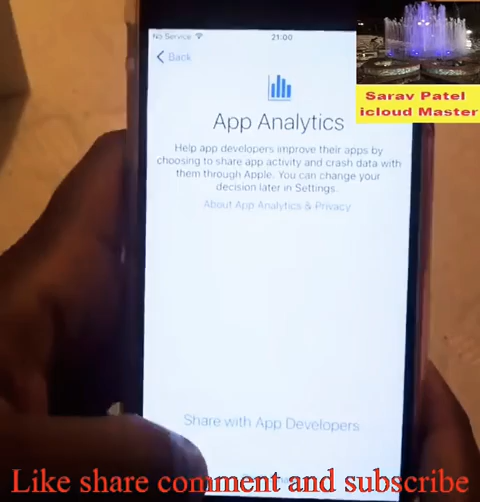 No Service
21:00
Back
App Analytics
Help app developers improve their apps by
choosing to share app activity and crash data with
them through Apple. You can change your
decision later in Settings.
About App Analytics & Privacy
Share with App Developers
Sarav Patel
icloud Master
Like share comment and subscribe